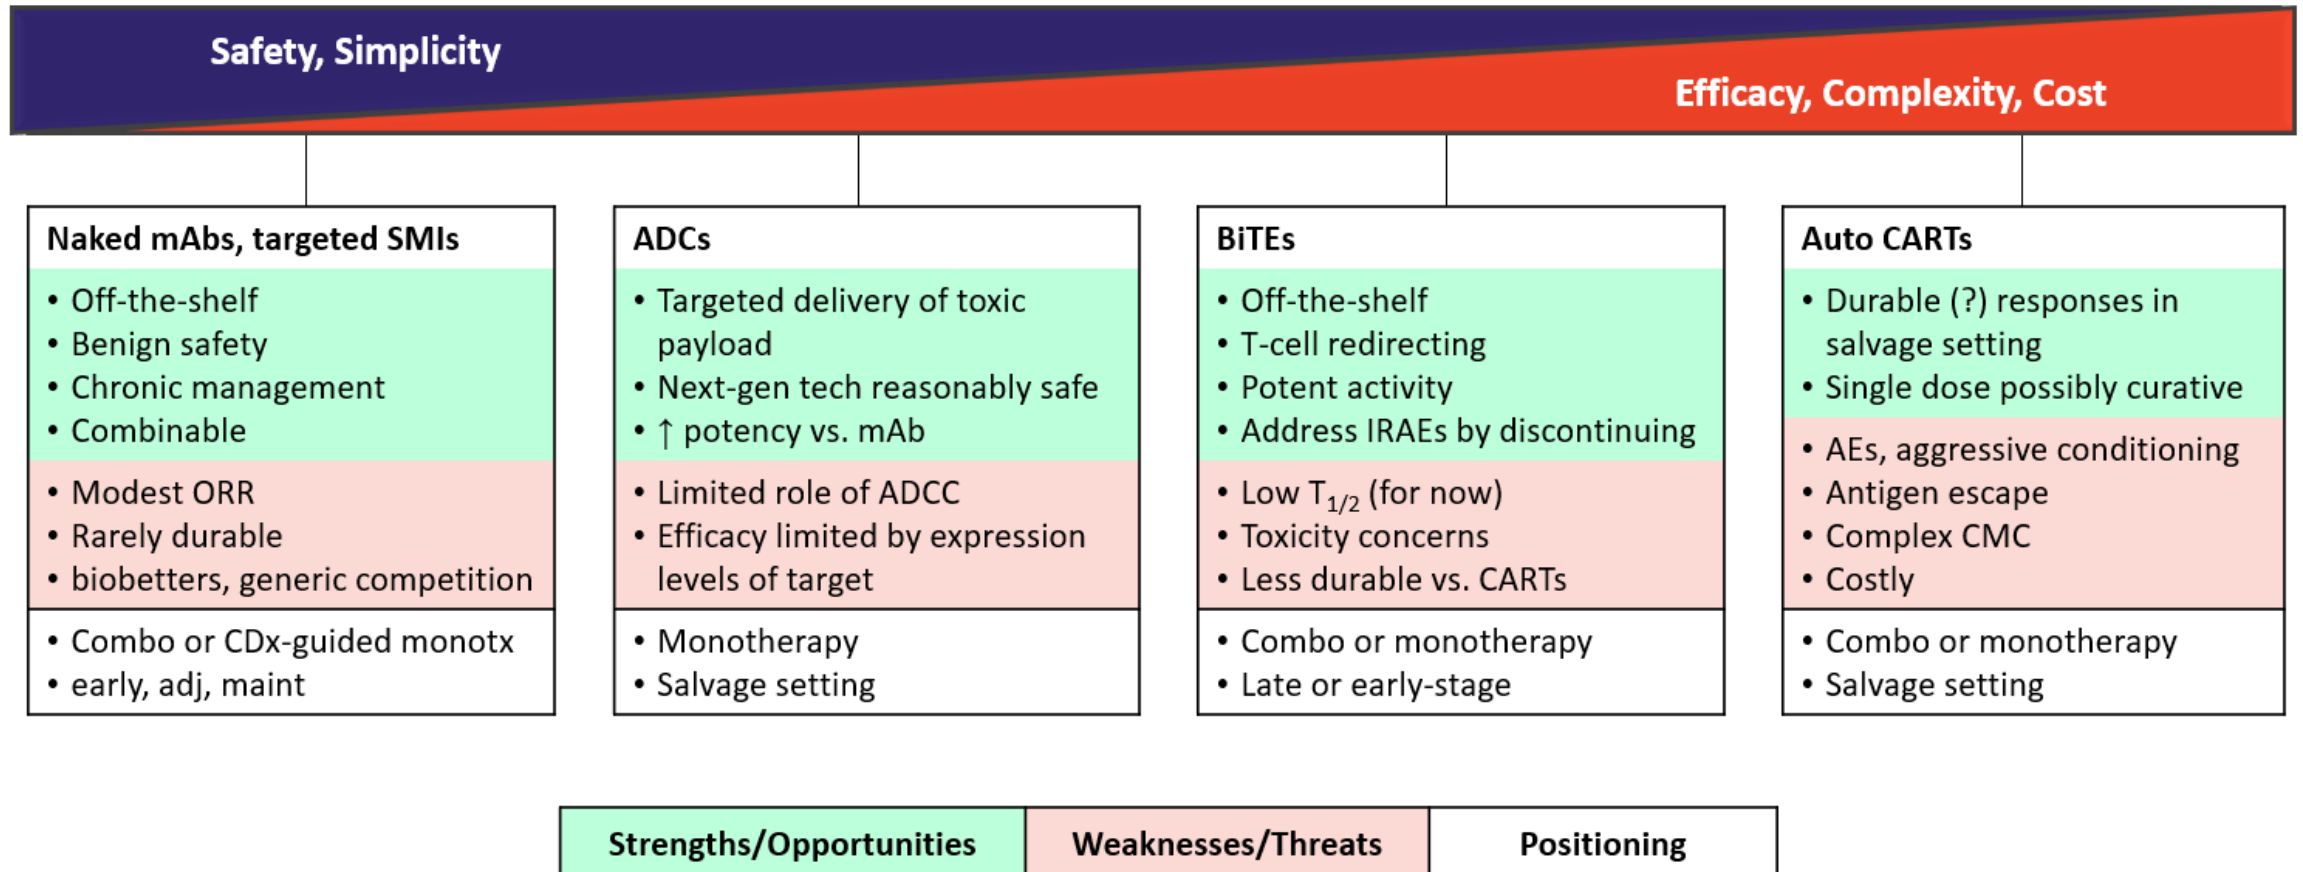 Safety, Simplicity
Efficacy, Complexity, Cost
Naked mAbs, targeted SMIs
• Off-the-shelf
• Benign safety
• Chronic management
• Combinable
• Modest ORR
• Rarely durable
• biobetters, generic competition
• Combo or CDx-guided monotx
• early, adj, maint
ADCs
• Targeted delivery of toxic
payload
• Next-gen tech reasonably safe
• ↑ potency vs. mAb
• Limited role of ADCC
• Efficacy limited by expression
levels of target
• Monotherapy
• Salvage setting
BiTEs
• Off-the-shelf
• T-cell redirecting
• Potent activity
• Address IRAEs by discontinuing
• Low T1/2 (for now)
• Toxicity concerns
• Less durable vs. CARTs
• Combo or monotherapy
• Late or early-stage
Auto CARTs
• Durable (?) responses in
salvage setting
• Single dose possibly curative
• AEs, aggressive conditioning
• Antigen escape
• Complex CMC
• Costly
• Combo or monotherapy
• Salvage setting
Strengths/Opportunities
Weaknesses/Threats
Positioning